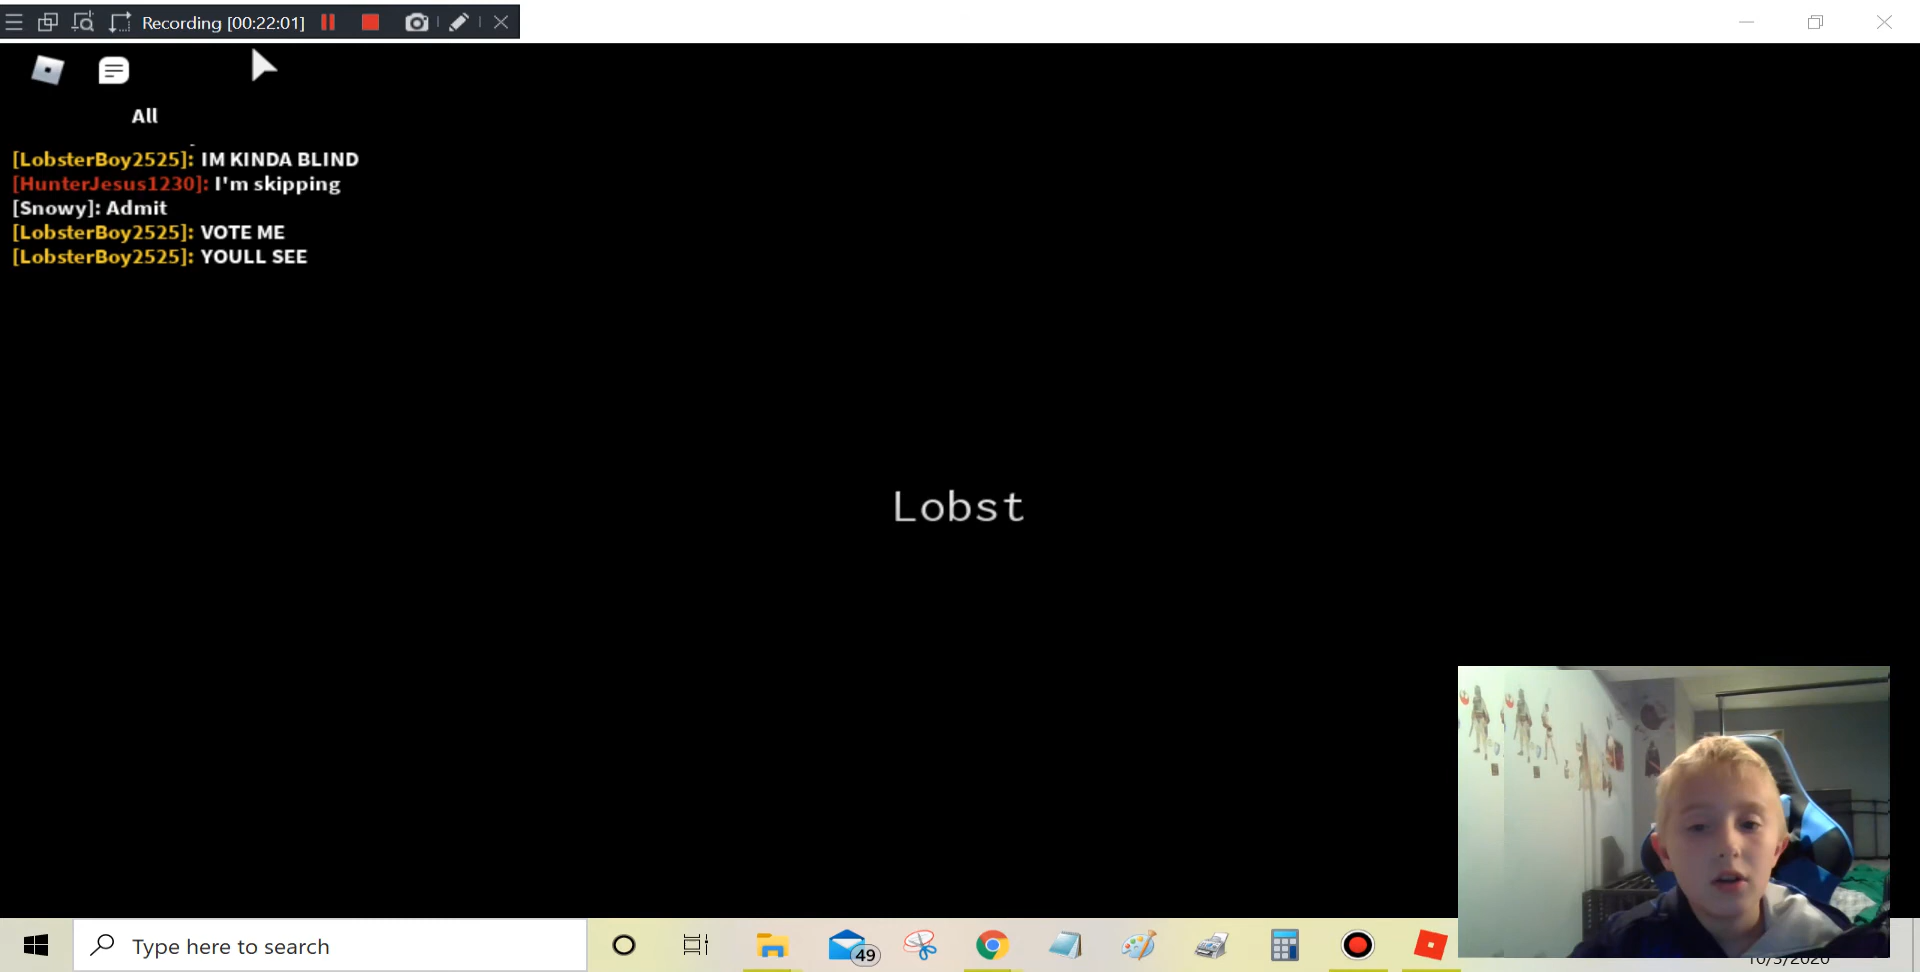 Recording [00:22:01]
All
[LobsterBoy2525]: IM KINDA BLIND
[HunterJesus1230]: I'm skipping
[Snowy]: Admit
[LobsterBoy2525]: VOTE ME
[LobsterBoy2525]: YOULL SEE
Lobst
Type here to search
49